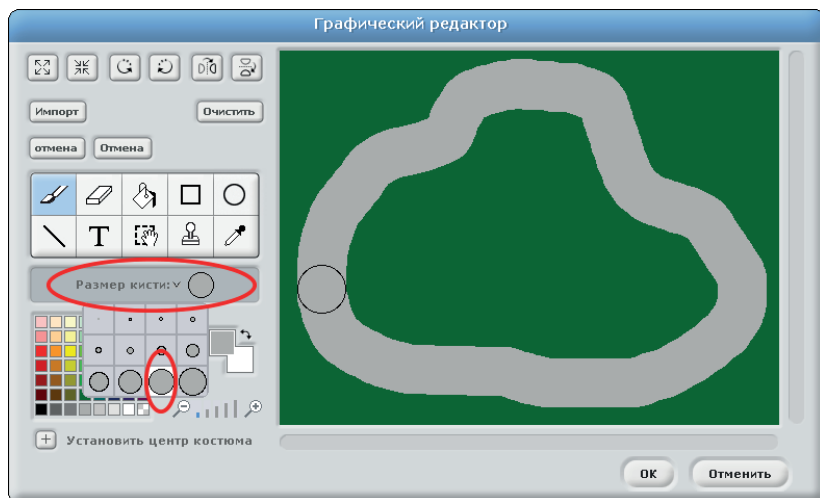 Графический редактор
Импорт
Очистить
отмена
Отмена
T
Размер кисти:
Установить центр костюма
OK
Отменить